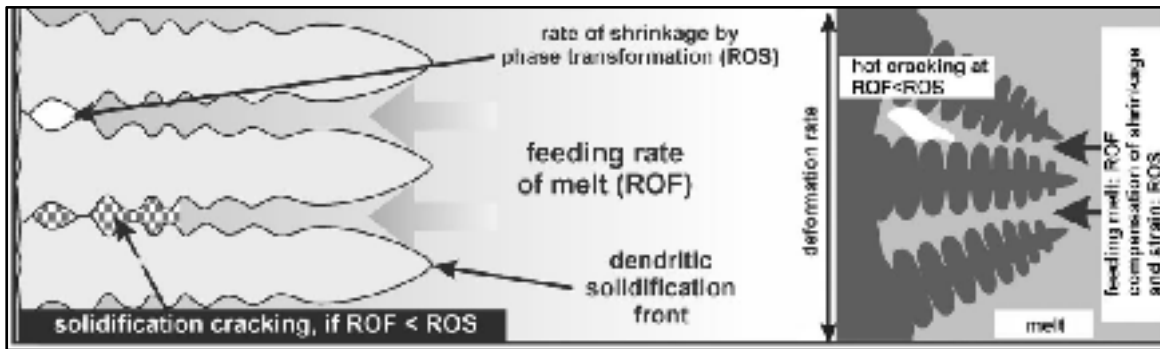 rate of shrinkage by
phase transformation (ROS)
feeding rate
of melt (ROF)
dendritic
solidification
front
solidification cracking, if ROF < ROS
deformation rate
hot cracking at
ROF<ROS
melt
feeding melt: ROF
compensation of shrinkage
and strain: ROS